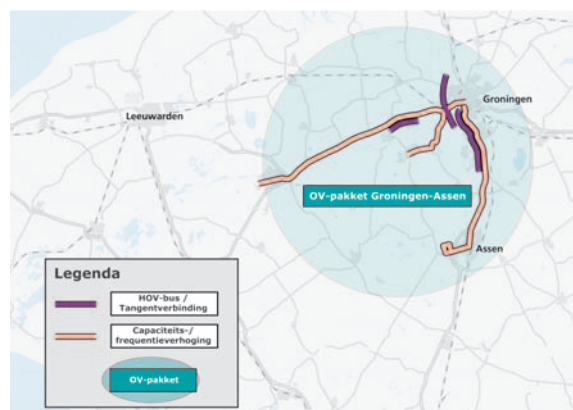 Groningen
Leeuwarden
OV-pakket Groningen-Assen
Assen
Legenda
HOV-bus /
Tangentverbinding
Capaciteits-/
frequentieverhoging
OV-pakket